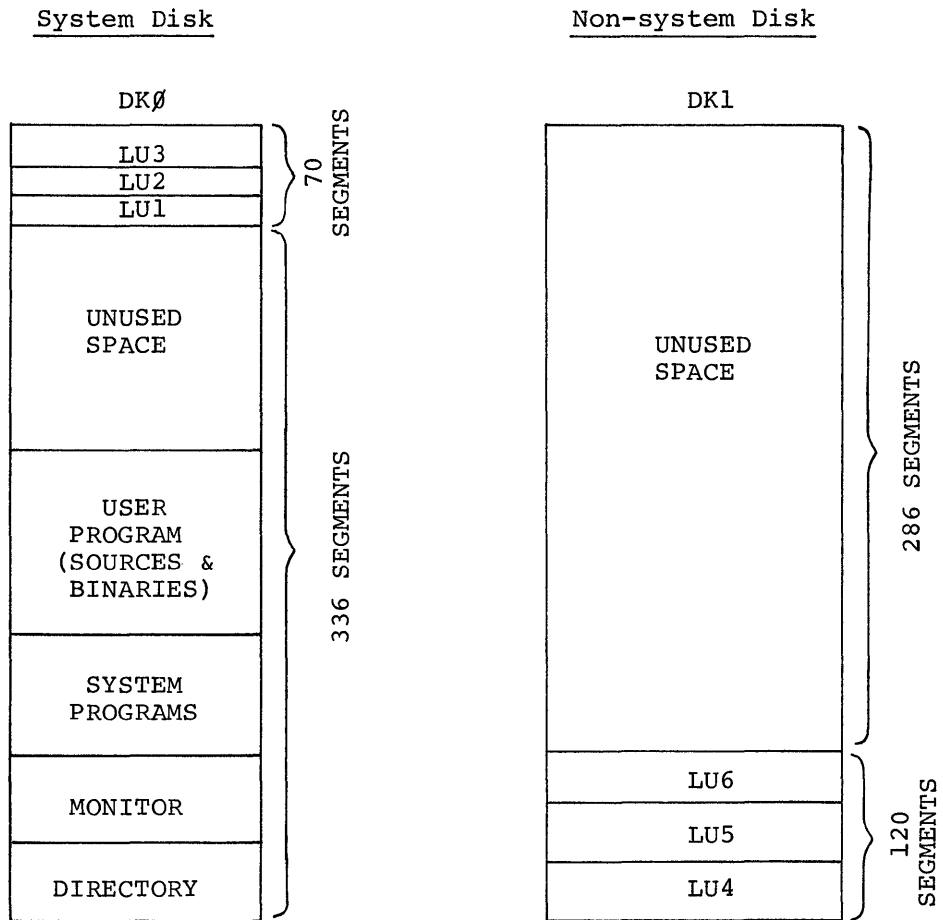 System Disk
DKØ
LU3
LU2
LU1
70
SEGMENTS
UNUSED
SPACE
USER
PROGRAM
(SOURCES &
BINARIES)
SYSTEM
PROGRAMS
MONITOR
DIRECTORY
336 SEGMENTS
Non-system Disk
DK1
UNUSED
SPACE
286 SEGMENTS
LU6
LU5
LU4
120
SEGMENTS